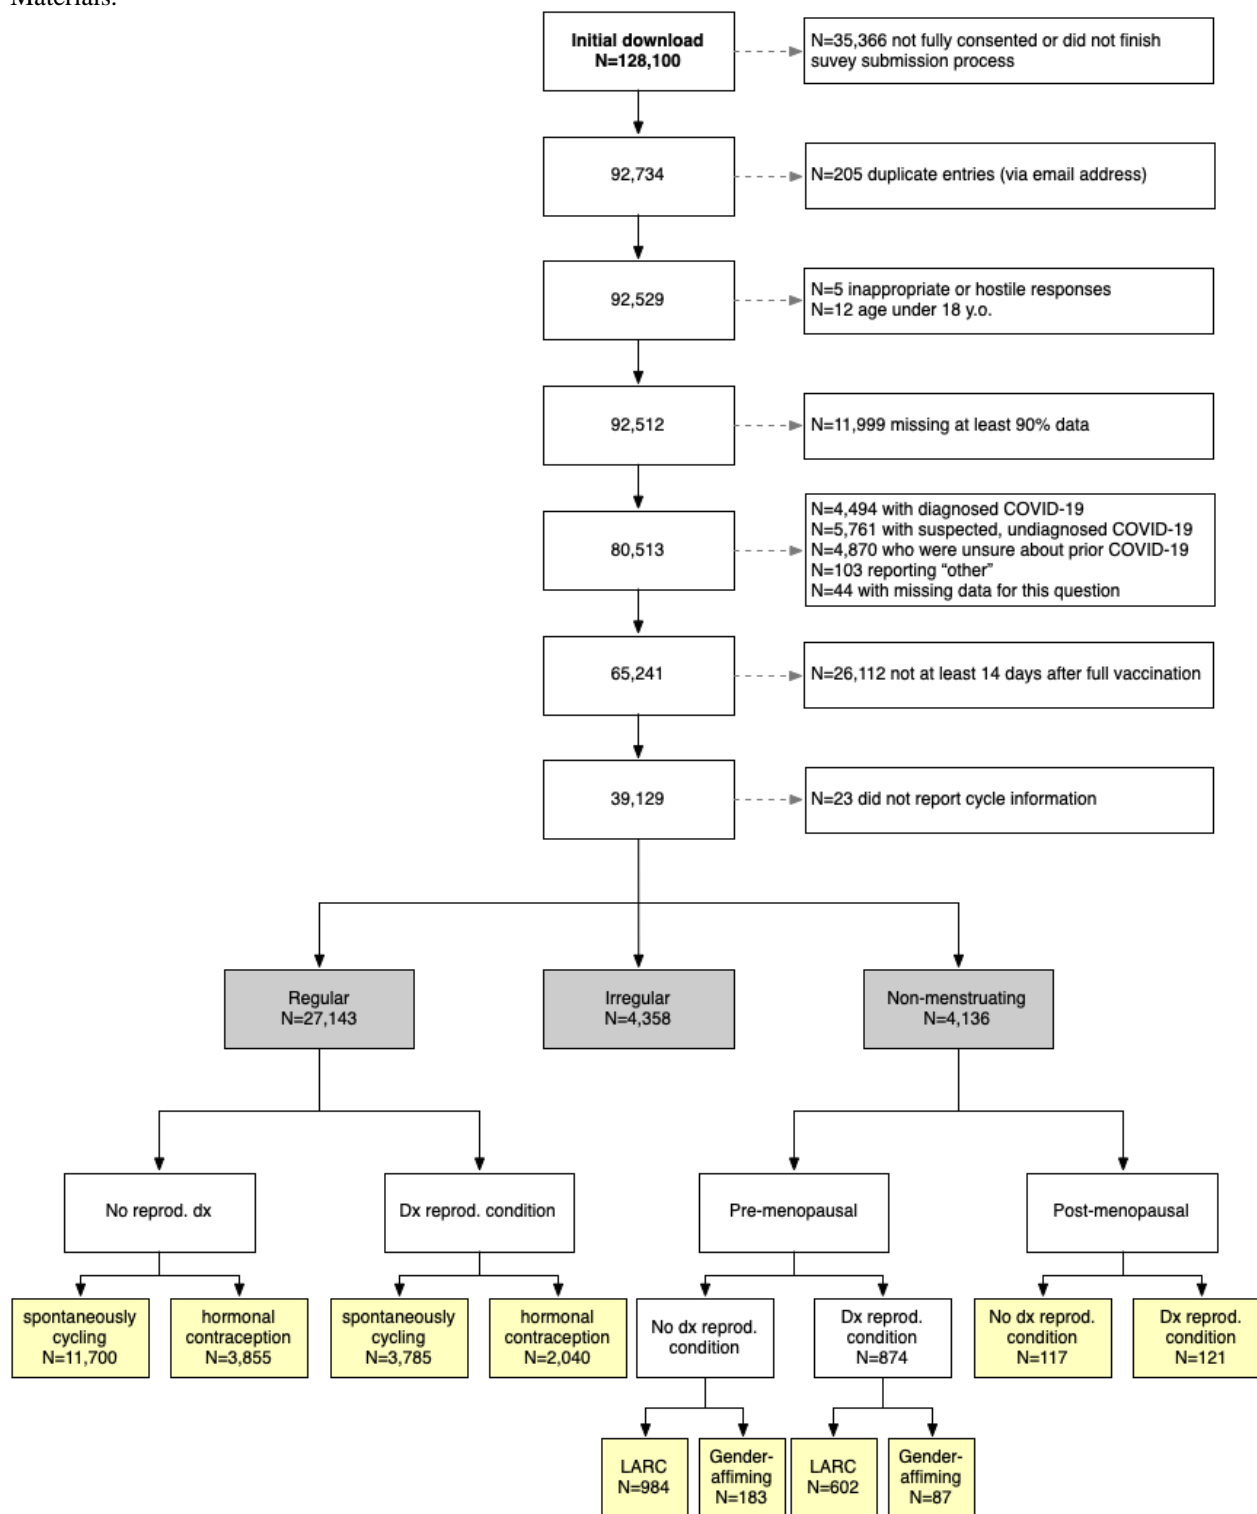 Materials.
Initial download
N=128,100
N=35,366 not fully consented or did not finish
suvey submission process
92,734
N=205 duplicate entries (via email address)
92,529
N=5 inappropriate or hostile responses
N=12 age under 18 y.o.
92,512
N=11,999 missing at least 90% data
80,513
N=4,494 with diagnosed COVID-19
N=5,761 with suspected, undiagnosed COVID-19
N=4,870 who were unsure about prior COVID-19
N=103 reporting “other”
N=44 with missing data for this question
65,241
N=26,112 not at least 14 days after full vaccination
39,129
N=23 did not report cycle information
Regular
N=27,143
Irregular
N=4,358
Non-menstruating
N=4,136
No reprod. dx
Dx reprod. condition
Pre-menopausal
Post-menopausal
spontaneously
cycling
N=11,700
hormonal
contraception
N=3,855
spontaneously
cycling
N=3,785
hormonal
contraception
N=2,040
No dx reprod.
condition
Dx reprod.
condition
N=874
No dx reprod.
condition
N=117
Dx reprod.
condition
N=121
LARC
N=984
Gender-
affiming
N=183
LARC
N=602
Gender-
affiming
N=87